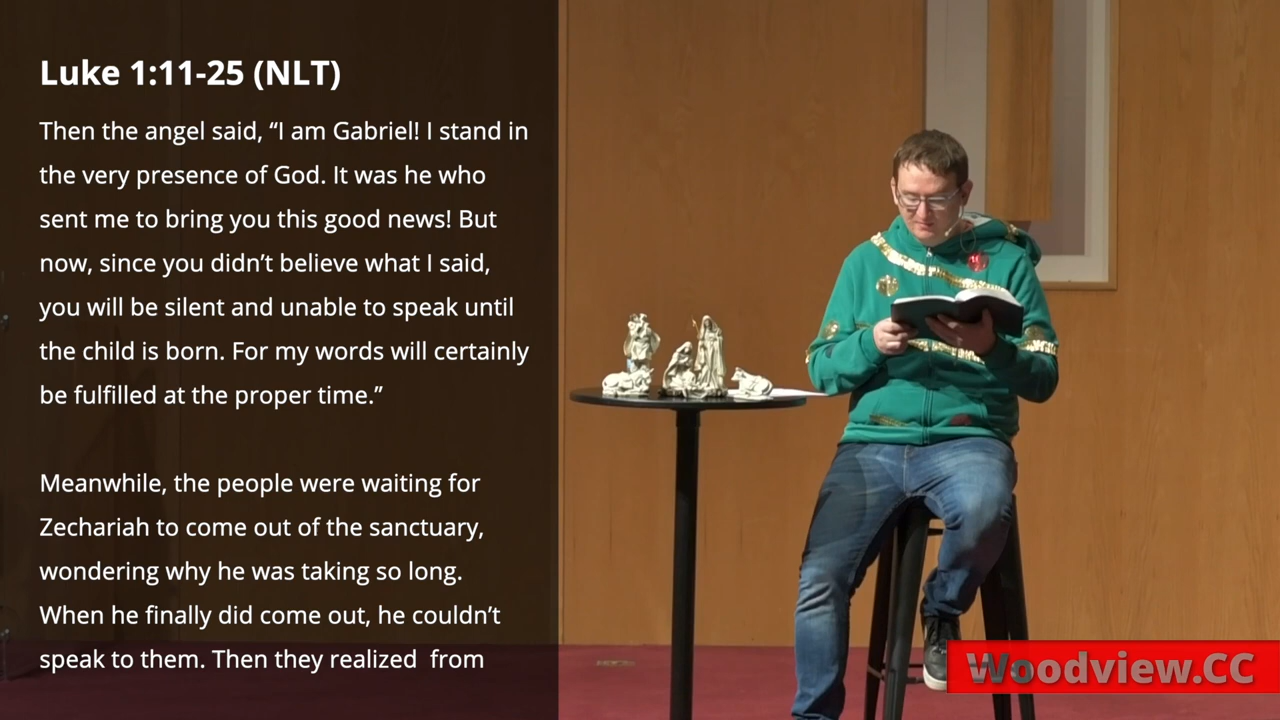 Luke 1:11-25 (NLT)
Then the angel said, “I am Gabriel! I stand in
the very presence of God. It was he who
sent me to bring you this good news! But
now, since you didn’t believe what I said,
you will be silent and unable to speak until
the child is born. For my words will certainly
be fulfilled at the proper time.”
Meanwhile, the people were waiting for
Zechariah to come out of the sanctuary,
wondering why he was taking so long.
When he finally did come out, he couldn’t
speak to them. Then they realized  from
Woodview.CC